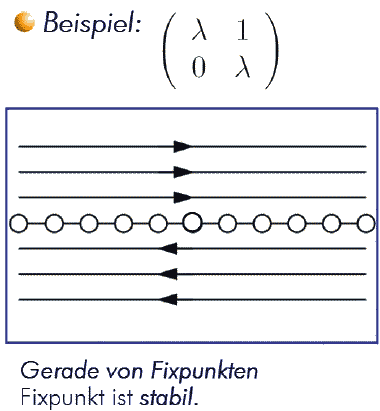 Beispiel:
λ 1
0 λ
Gerade von Fixpunkten
Fixpunkt ist stabil.